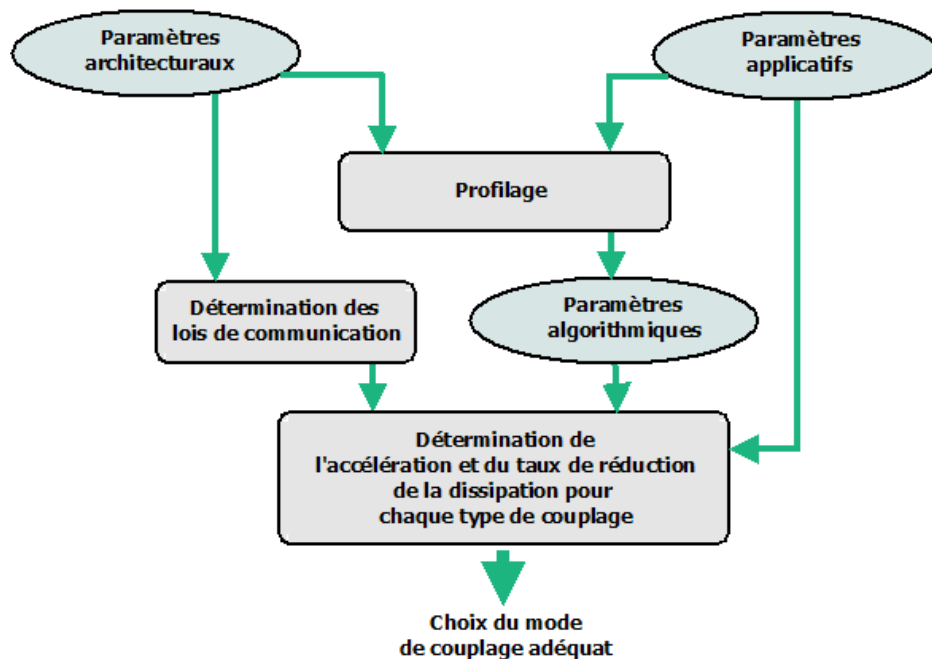 Paramètres
architecturaux
Paramètres
applicatifs
Profilage
Détermination des
lois de communication
Paramètres
algorithmiques
Détermination de
l'accélération et du taux de réduction
de la dissipation pour
chaque type de couplage
Choix du mode
de couplage adéquat